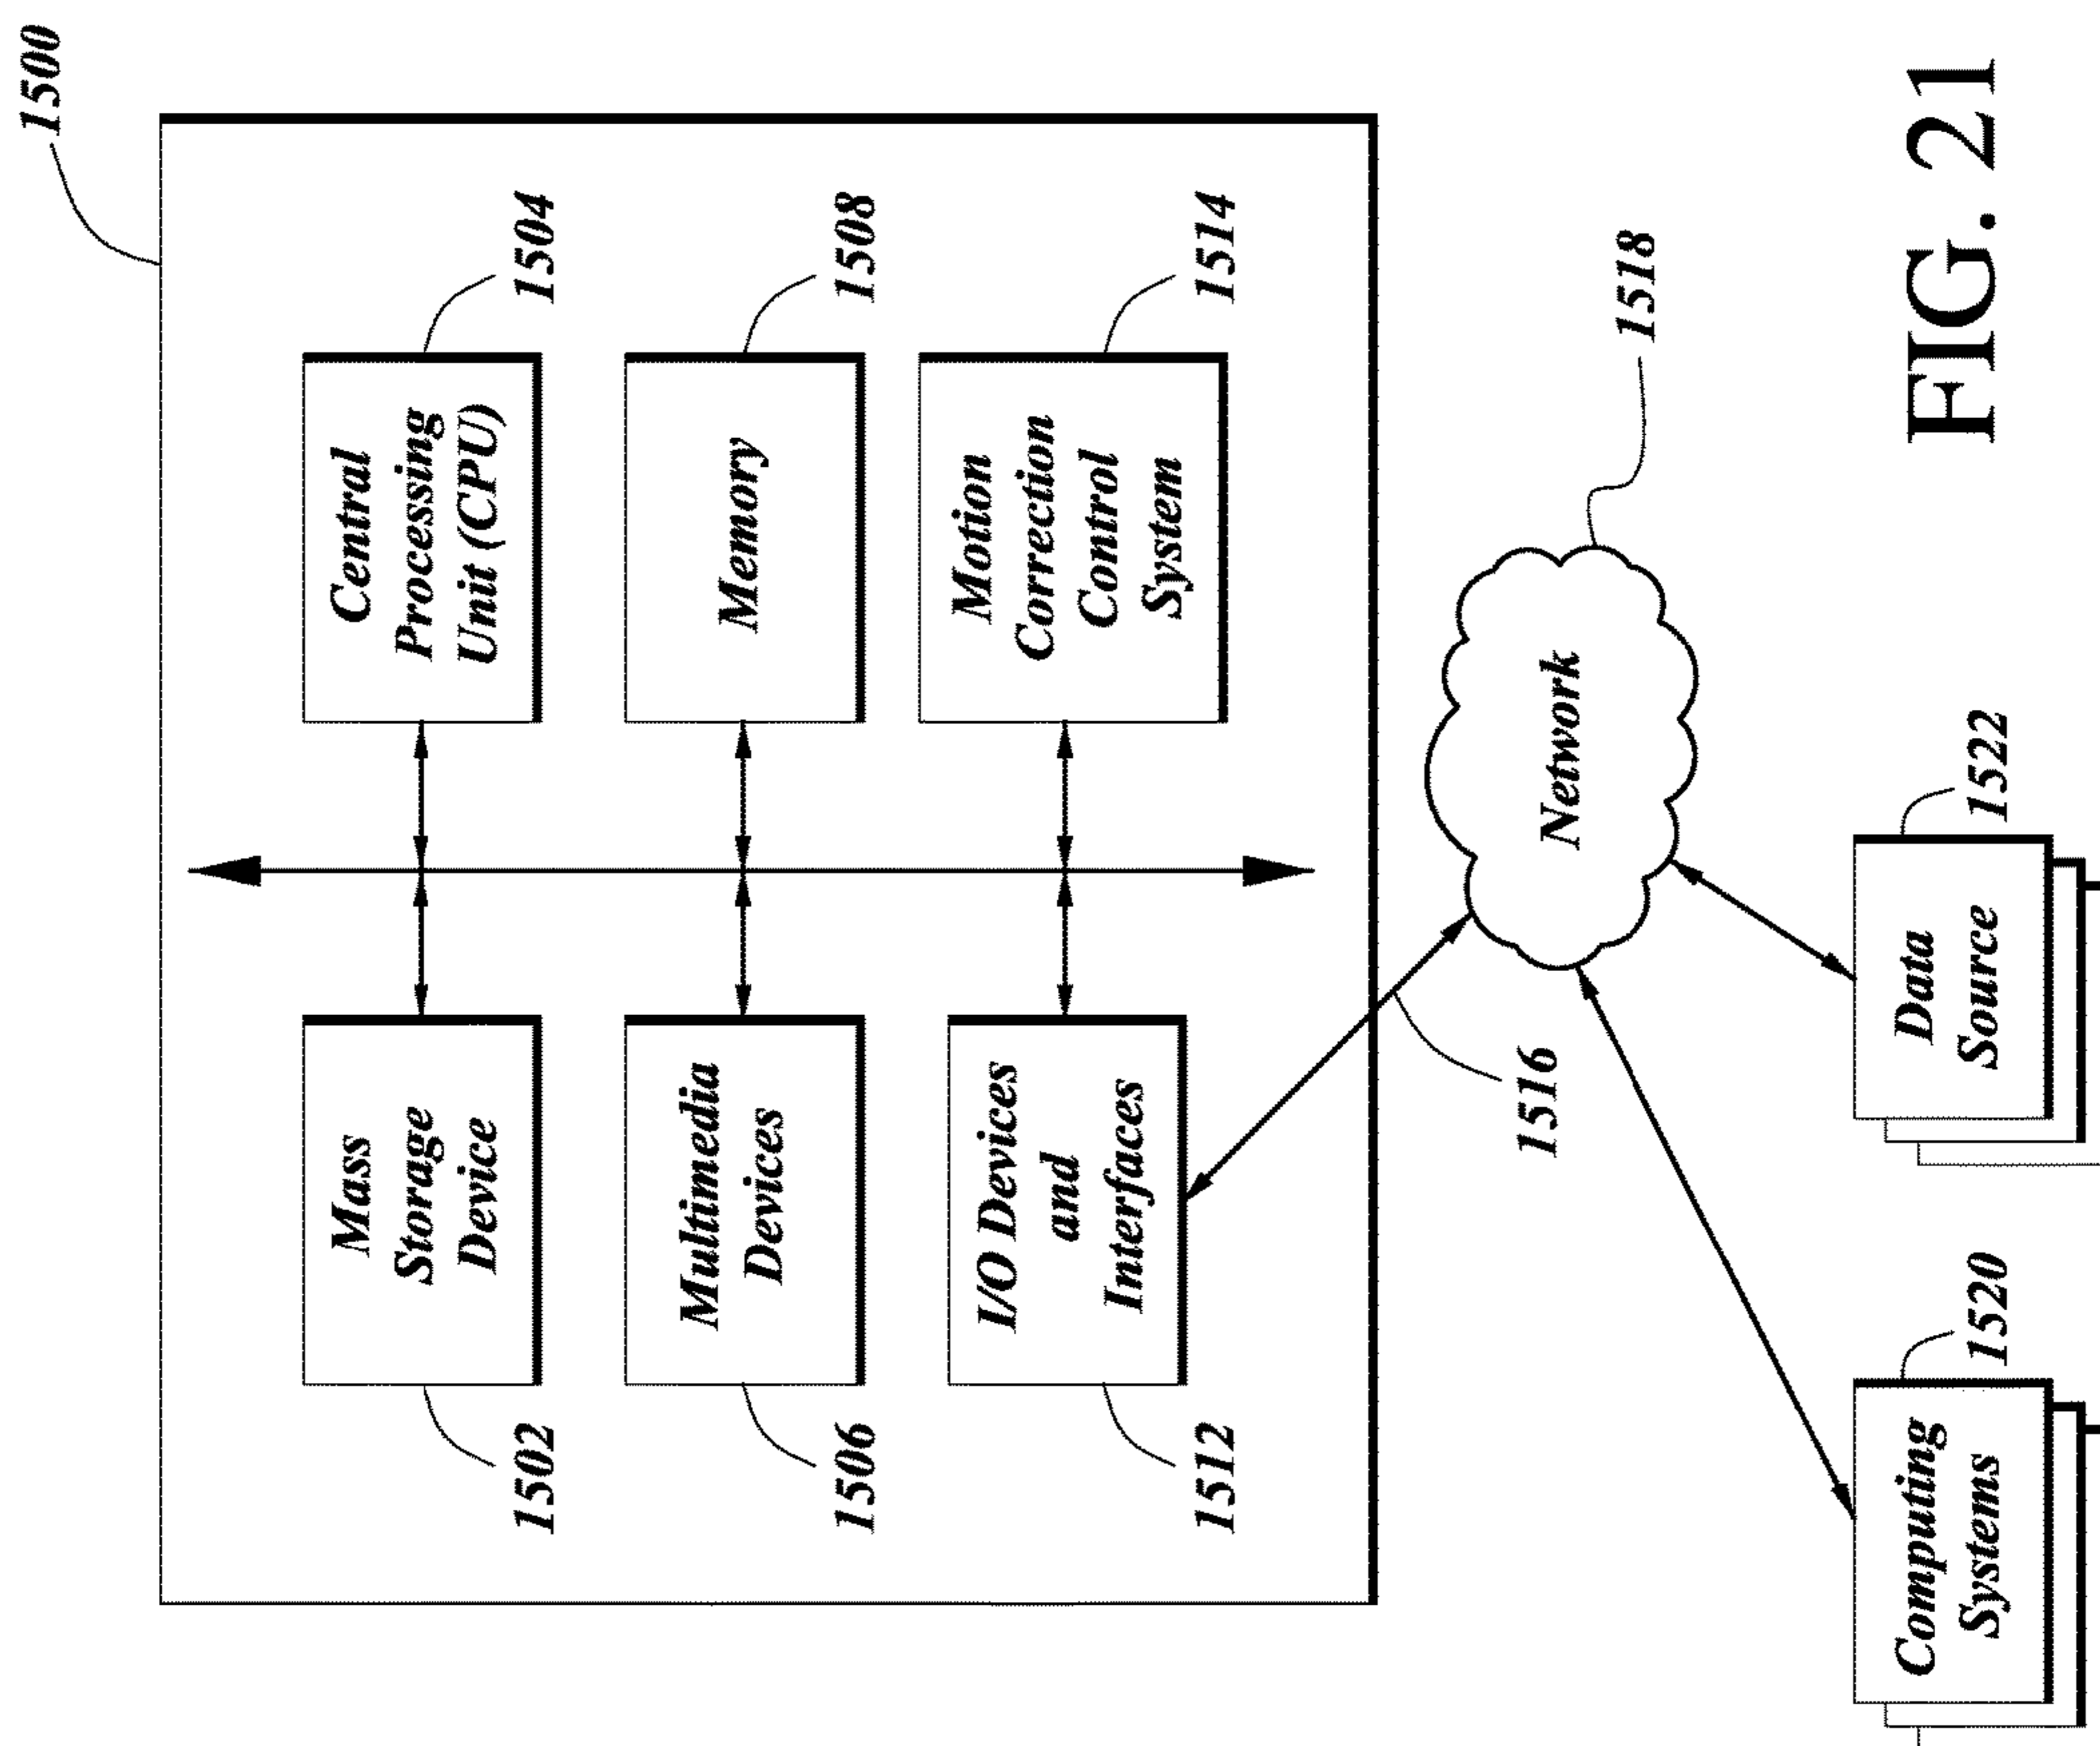 1500
Mass
Storage
Device
1502
Central
Processing
Unit (CPU)
1504
Multimedia
Devices
1506
Memory
1508
I/O Devices
and
Interfaces
1512
Motion
Correction
Control
System
1514
1516
Network
1518
Computing
Systems
1520
Data
Source
1522
FIG. 21